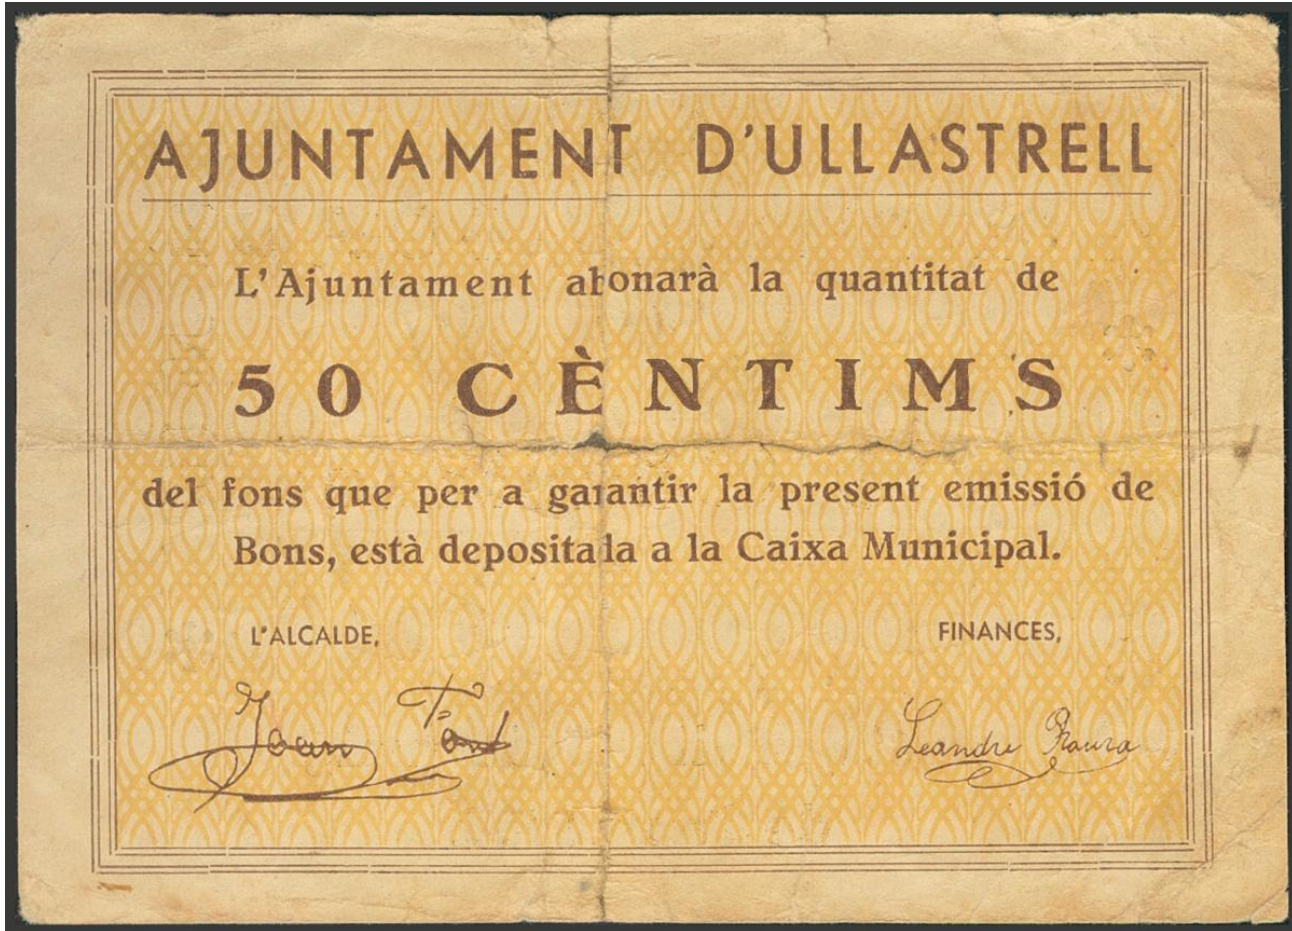 AJUNTAMENT D'ULLASTRELL
L'Ajuntament abonarà la quantitat de
50 CÈNTIMS
del fons que per a garantir la present emissió de
Bons, està depositada a la Caixa Municipal.
L'ALCALDE, FINANCES,
Joan Leandre